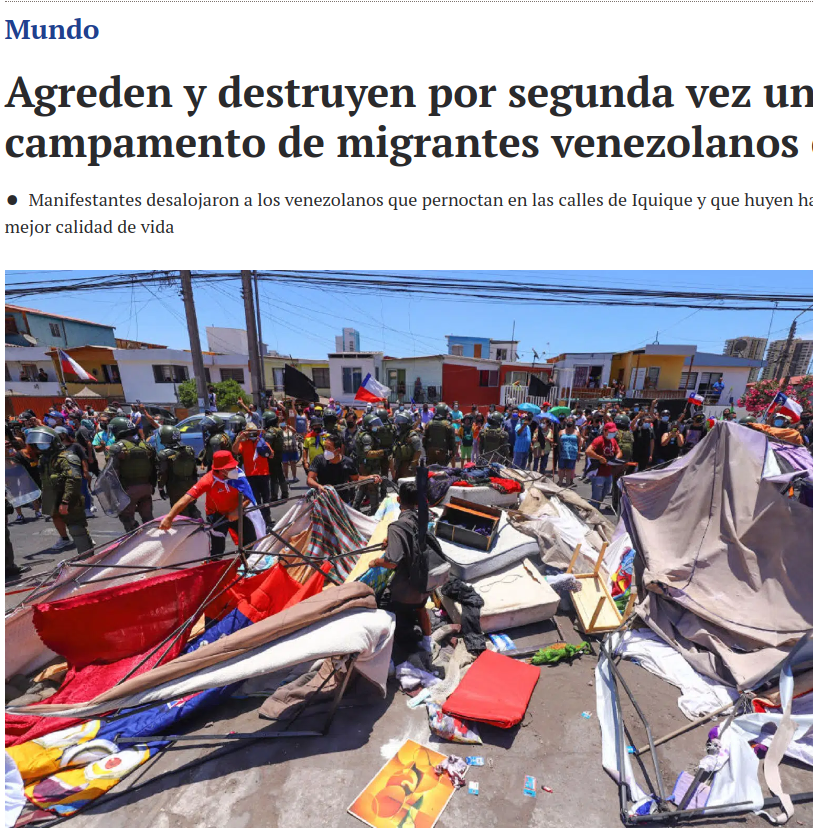 Mundo
Agreden y destruyen por segunda vez un
campamento de migrantes venezolanos
● Manifestantes desalojaron a los venezolanos que pernoctan en las calles de Iquique y que huyen ha
mejor calidad de vida